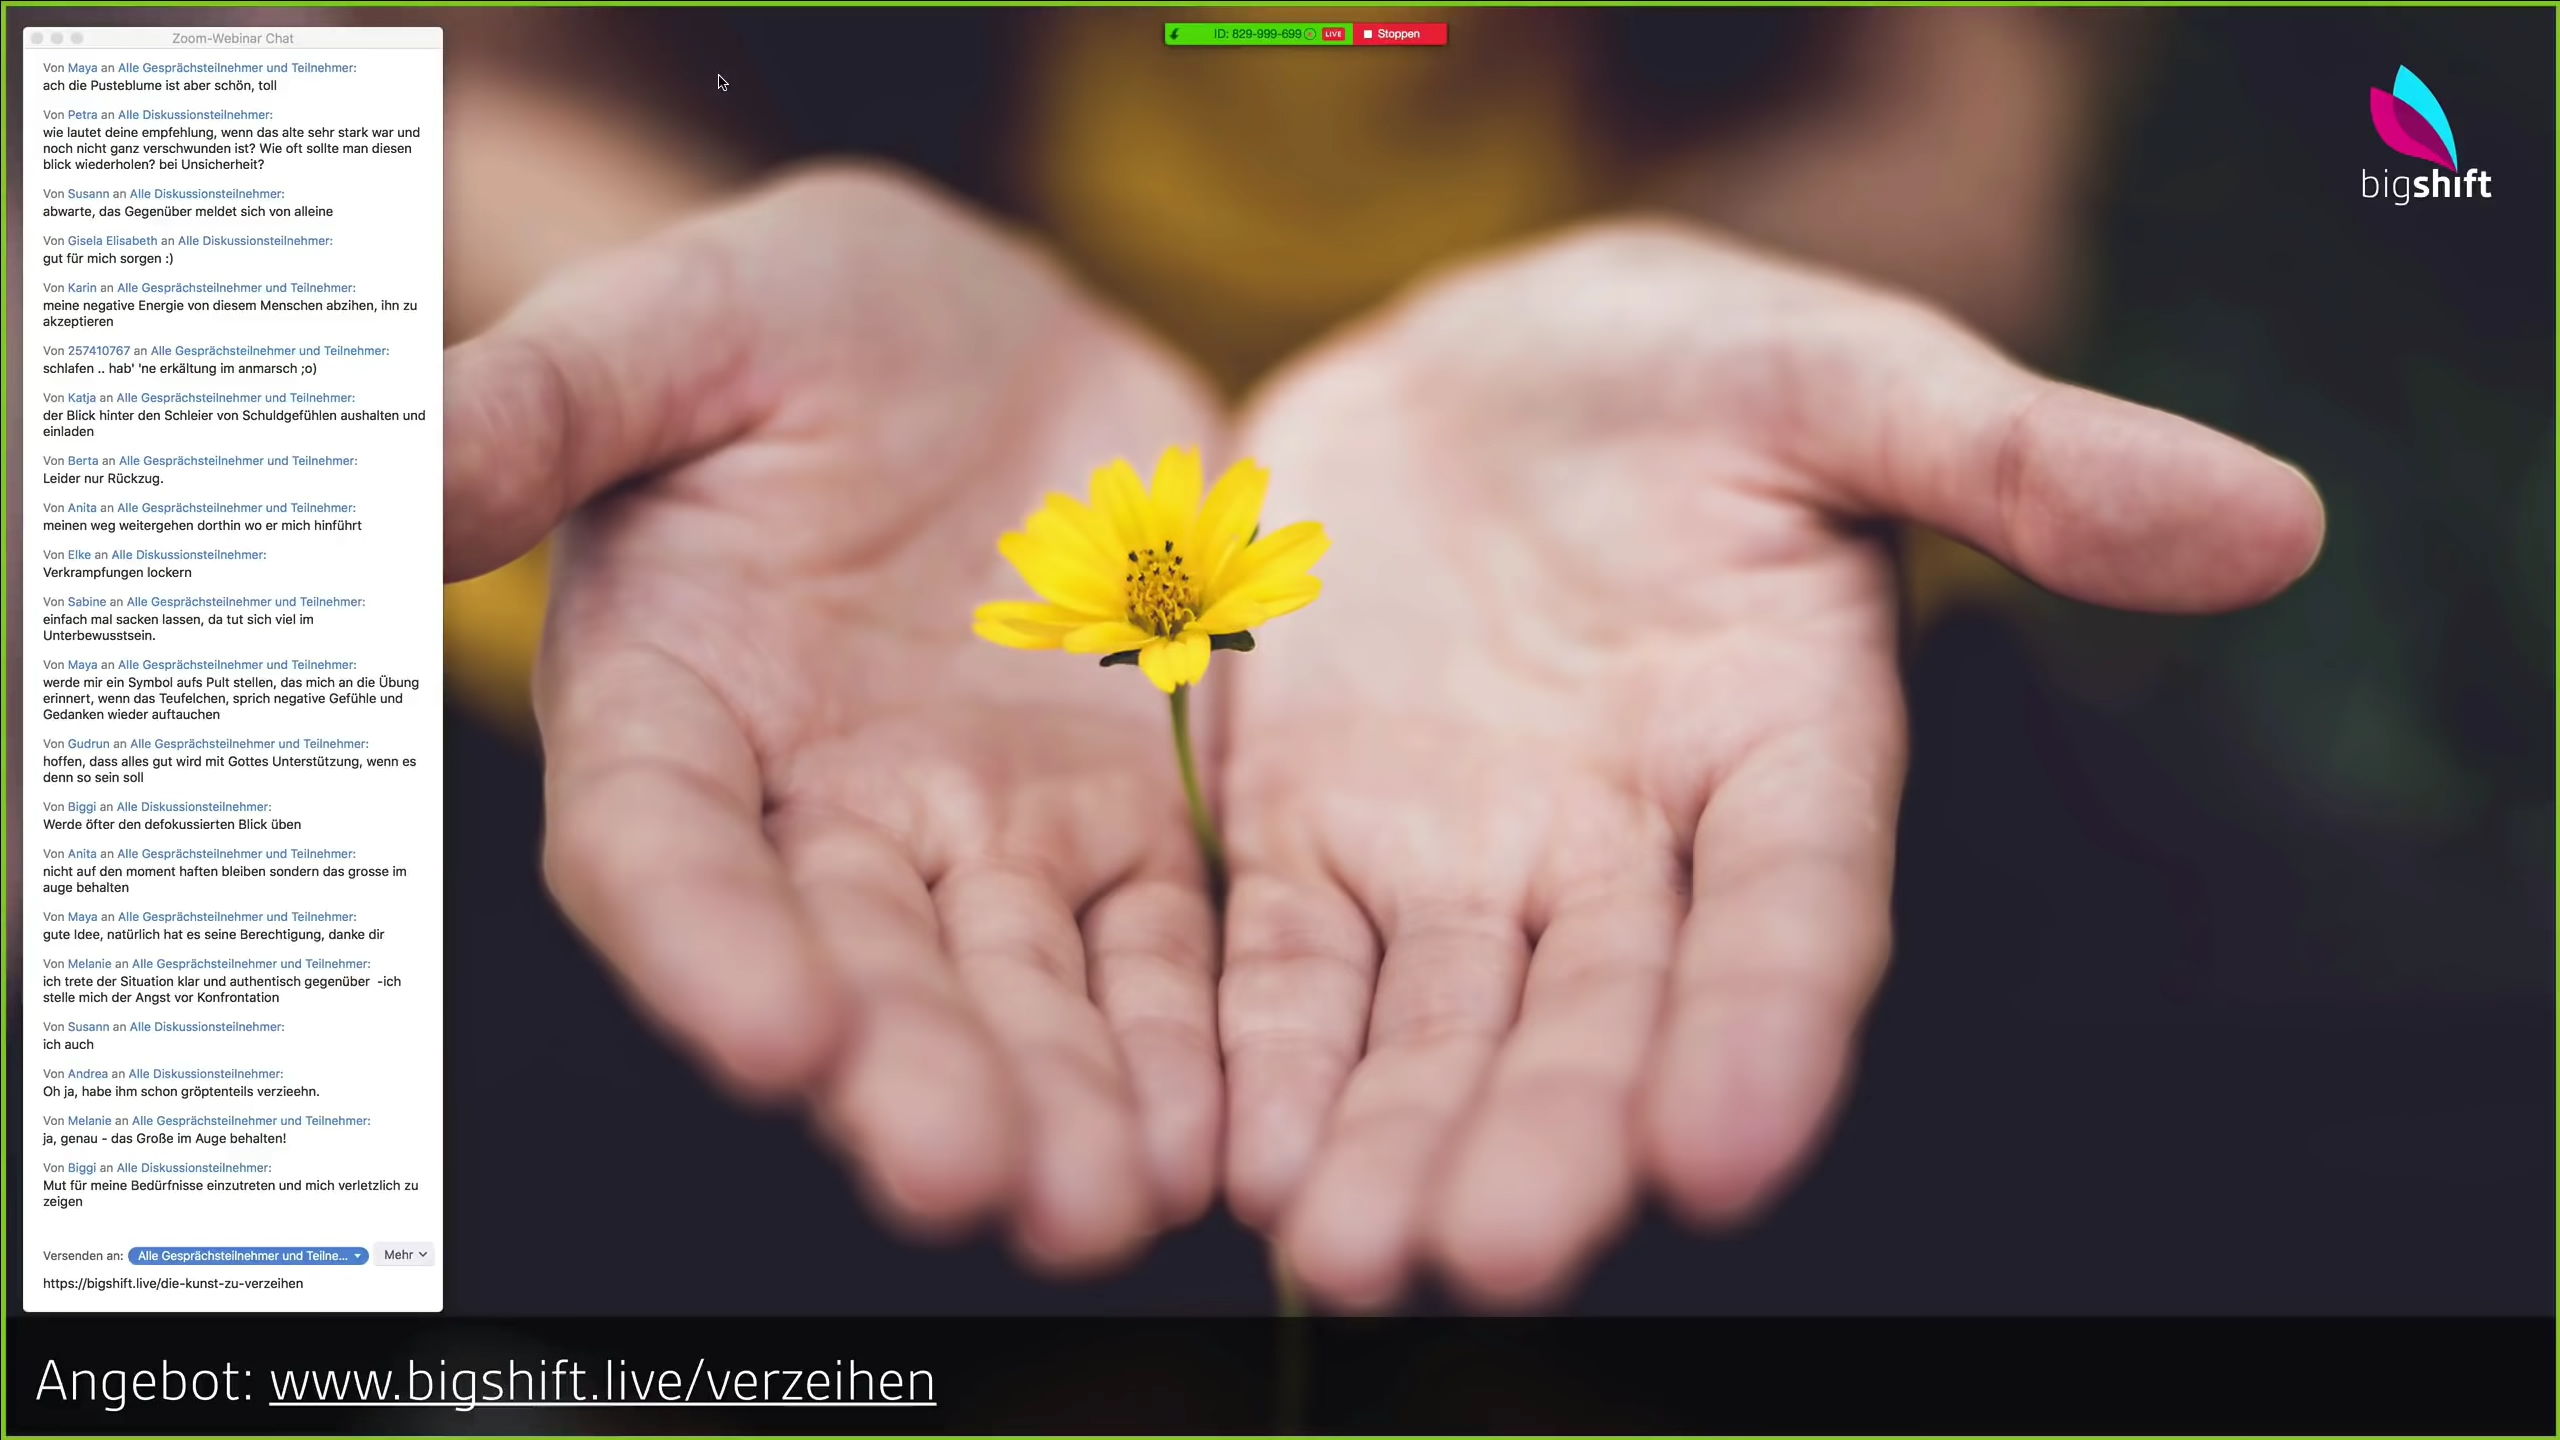 Zoom-Webinar Chat
Von Maya an Alle Gesprächsteilnehmer und Teilnehmer:
ach die Pusteblume ist aber schön, toll
Von Petra an Alle Diskussionsteilnehmer:
wie lautet deine empfehlung, wenn das alte sehr stark war und
noch nicht ganz verschwunden ist? Wie oft sollte man diesen
blick wiederholen? bei Unsicherheit?
Von Susann an Alle Diskussionsteilnehmer:
abwarte, das Gegenüber meldet sich von alleine
Von Gisela Elisabeth an Alle Diskussionsteilnehmer:
gut für mich sorgen :)
Von Karin an Alle Gesprächsteilnehmer und Teilnehmer:
meine negative Energie von diesem Menschen abzihen, ihn zu
akzeptieren
Von 257410767 an Alle Gesprächsteilnehmer und Teilnehmer:
schlafen .. hab' 'ne erkältung im anmarsch ;o)
Von Katja an Alle Gesprächsteilnehmer und Teilnehmer:
der Blick hinter den Schleier von Schuldgefühlen aushalten und
einladen
Von Berta an Alle Gesprächsteilnehmer und Teilnehmer:
Leider nur Rückzug.
Von Anita an Alle Gesprächsteilnehmer und Teilnehmer:
meinen weg weitergehen dorthin wo er mich hinführt
Von Elke an Alle Diskussionsteilnehmer:
Verkrampfungen lockern
Von Sabine an Alle Gesprächsteilnehmer und Teilnehmer:
einfach mal sacken lassen, da tut sich viel im
Unterbewusstsein.
Von Maya an Alle Gesprächsteilnehmer und Teilnehmer:
werde mir ein Symbol aufs Pult stellen, das mich an die Übung
erinnert, wenn das Teufelchen, sprich negative Gefühle und
Gedanken wieder auftauchen
Von Gudrun an Alle Gesprächsteilnehmer und Teilnehmer:
hoffen, dass alles gut wird mit Gottes Unterstützung, wenn es
denn so sein soll
Von Biggi an Alle Diskussionsteilnehmer:
Werde öfter den defokussierten Blick üben
Von Anita an Alle Gesprächsteilnehmer und Teilnehmer:
nicht auf den moment haften bleiben sondern das grosse im
auge behalten
Von Maya an Alle Gesprächsteilnehmer und Teilnehmer:
gute Idee, natürlich hat es seine Berechtigung, danke dir
Von Melanie an Alle Gesprächsteilnehmer und Teilnehmer:
ich trete der Situation klar und authentisch gegenüber -ich
stelle mich der Angst vor Konfrontation
Von Susann an Alle Diskussionsteilnehmer:
ich auch
Von Andrea an Alle Diskussionsteilnehmer:
Oh ja, habe ihm schon gröptenteils verzieehn.
Von Melanie an Alle Gesprächsteilnehmer und Teilnehmer:
ja, genau - das Große im Auge behalten!
Von Biggi an Alle Diskussionsteilnehmer:
Mut für meine Bedürfnisse einzutreten und mich verletzlich zu
zeigen
Versenden an: Alle Gesprächsteilnehmer und Teilne... Mehr
https://bigshift.live/die-kunst-zu-verzeihen
ID: 829-999-699 LIVE Stoppen
bigshift
Angebot: www.bigshift.live/verzeihen